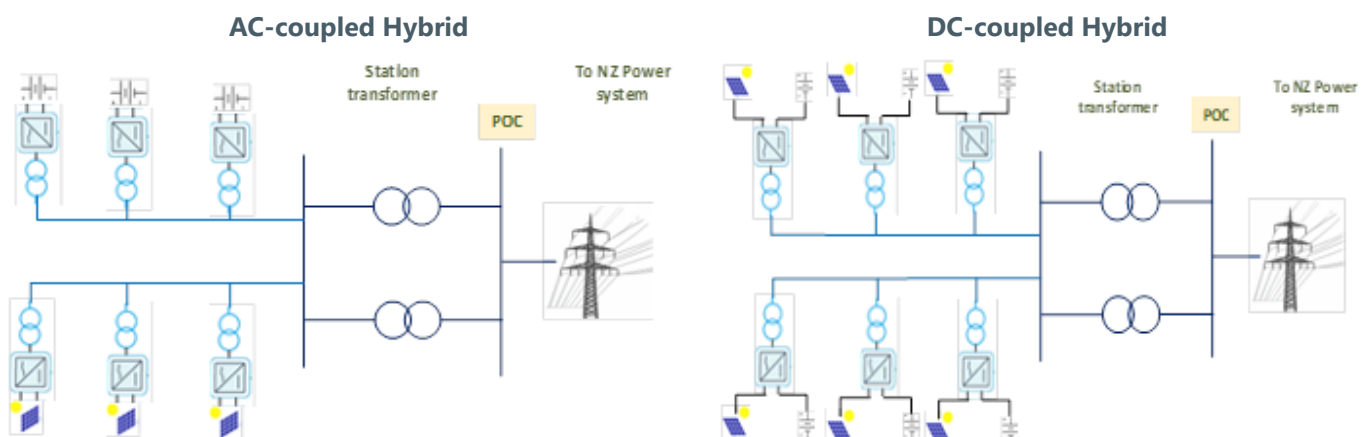 AC-coupled Hybrid
Station
transformer
To NZ Power
system
POC
DC-coupled Hybrid
Station
transformer
To NZ Power
system
POC